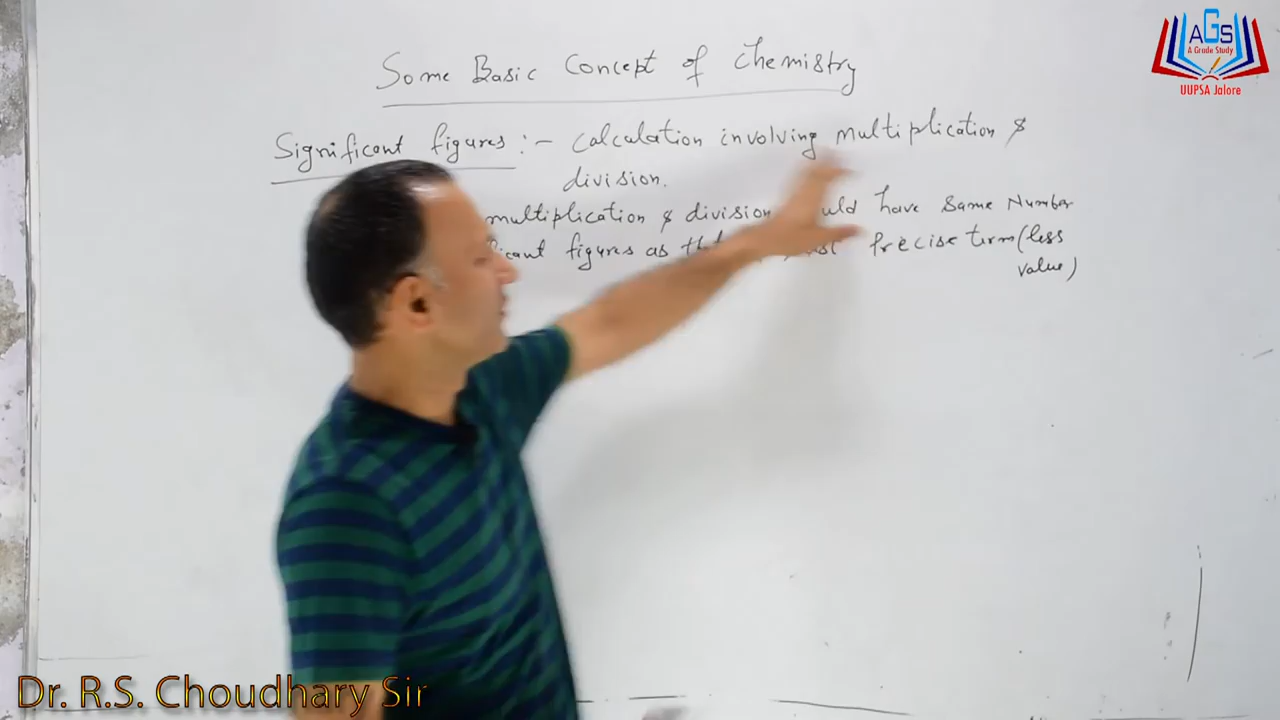 Some Basic Concept of Chemistry
Significant figures :- Calculation involving multiplication &
division.
multiplication & division have Same Number
figures as Precise term (less
value)
AGS
A Grade Study
UUPSA Jalore
Dr. R.S. Choudhary Sir